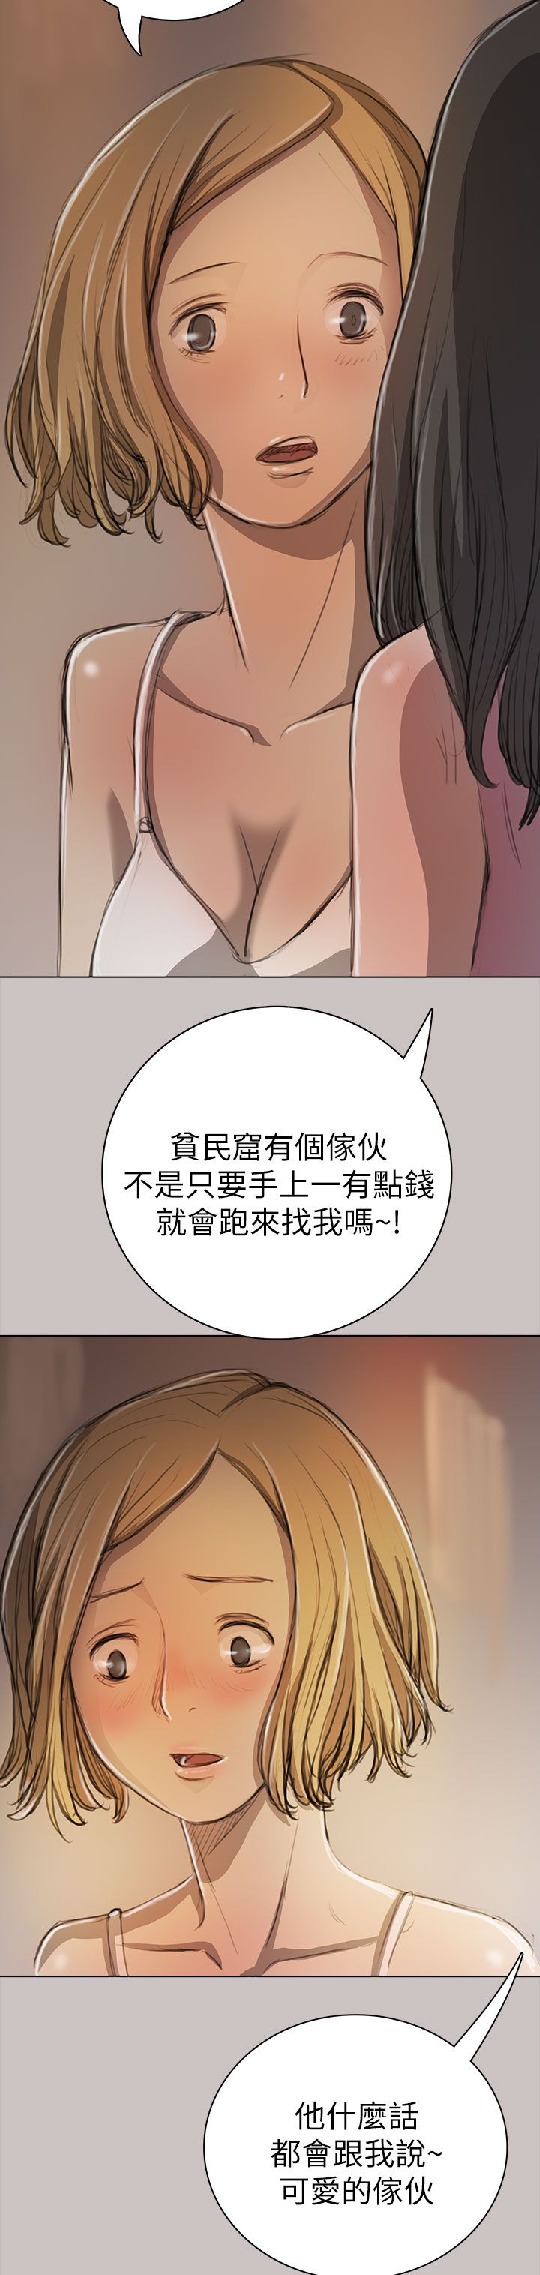 貧民窟有個傢伙
不是只要手上一有點錢
就會跑來找我嗎~!
他什麼話
都會跟我說~
可愛的傢伙